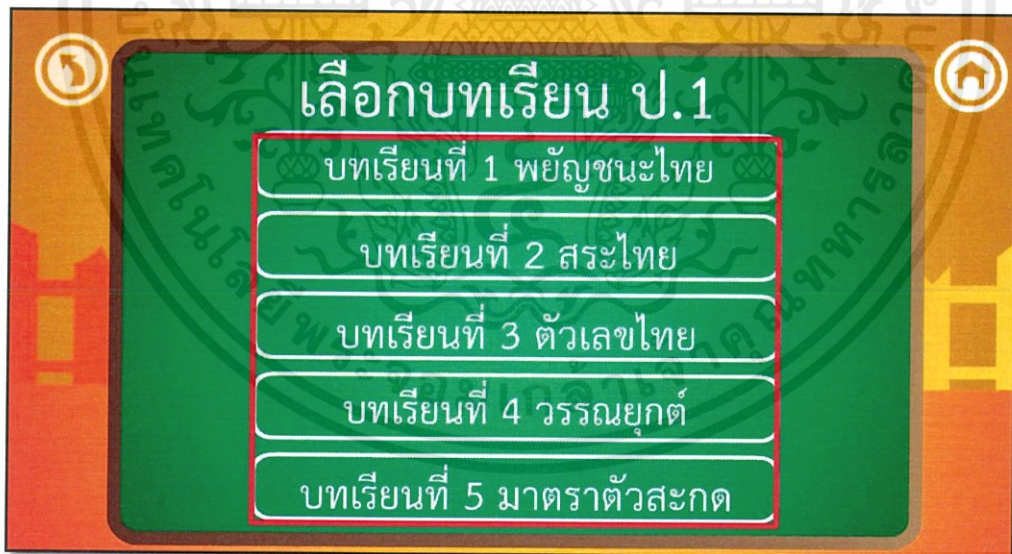 เลือกบทเรียน ป.1
บทเรียนที่ 1 พยัญชนะไทย
บทเรียนที่ 2 สระไทย
บทเรียนที่ 3 ตัวเลขไทย
บทเรียนที่ 4 วรรณยุกต์
บทเรียนที่ 5 มาตราตัวสะกด